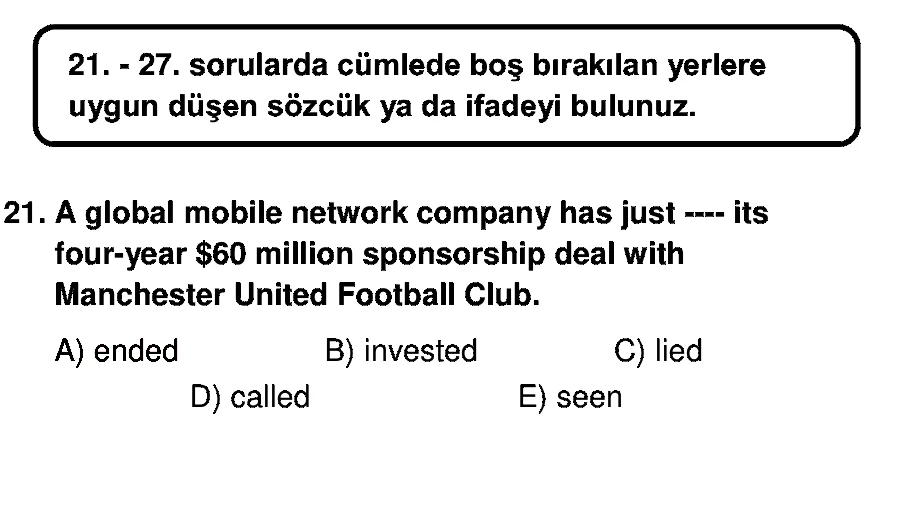 21. - 27. sorularda cümlede boş bırakılan yerlere
uygun düşen sözcük ya da ifadeyi bulunuz.
21. A global mobile network company has just ---- its
four-year $60 million sponsorship deal with
Manchester United Football Club.
A) ended B) invested C) lied
D) called E) seen